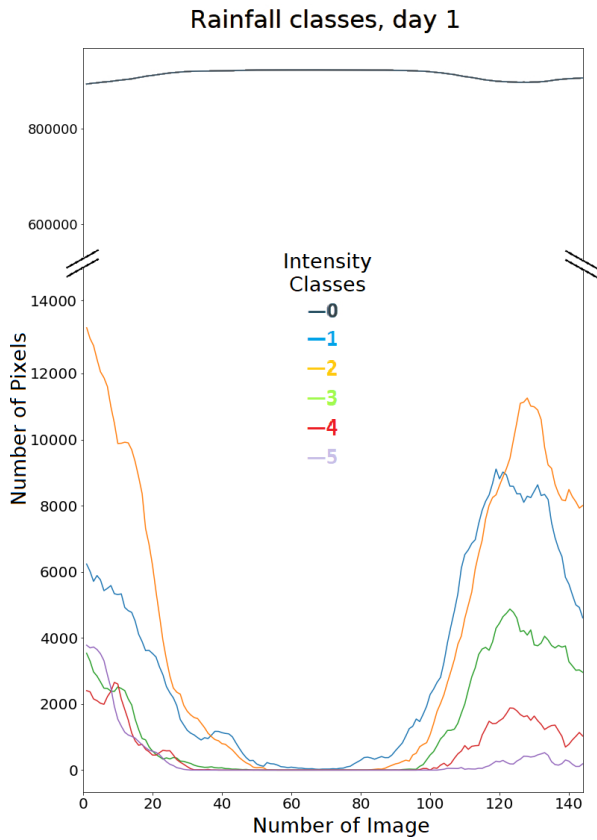 Rainfall classes, day 1
800000
600000
Intensity
Classes
—0
—1
—2
—3
—4
—5
14000
12000
10000
8000
6000
4000
2000
0
Number of Pixels
0 20 40 60 80 100 120 140
Number of Image